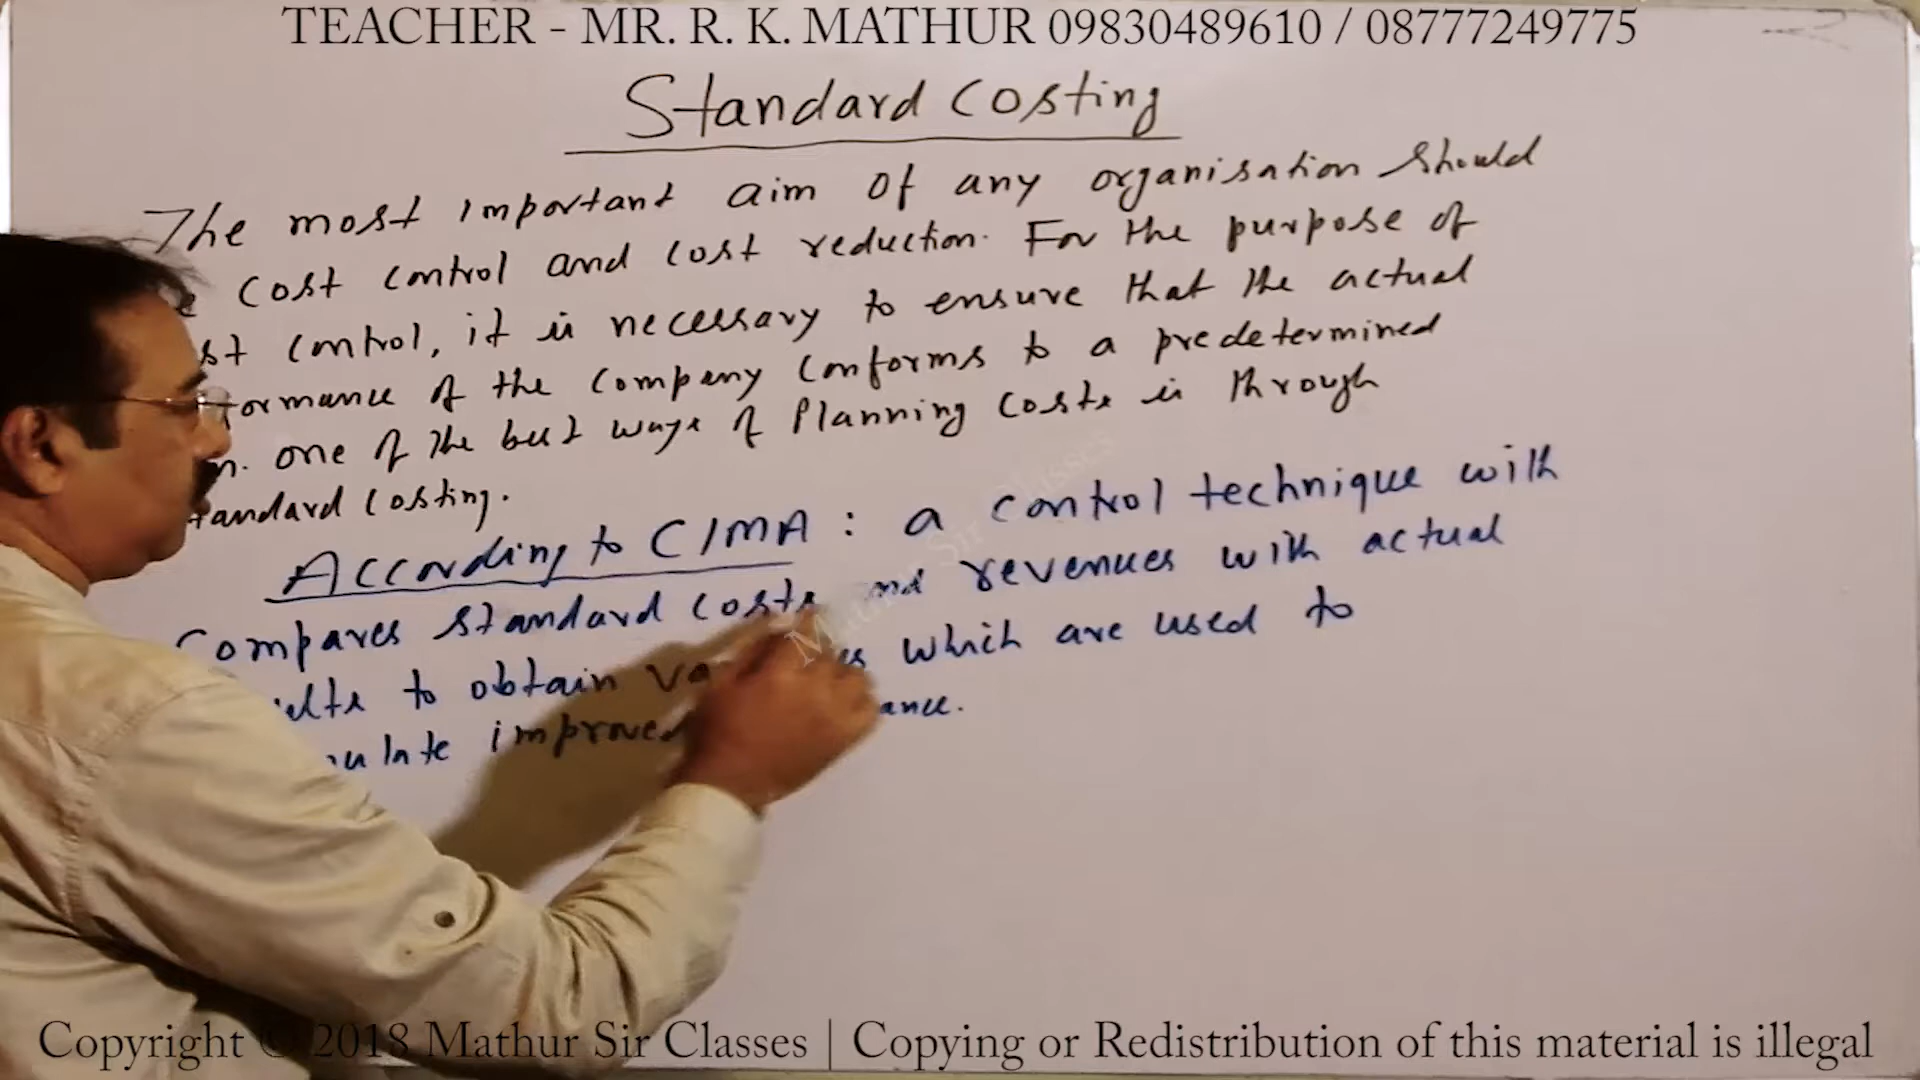 TEACHER - MR. R. K. MATHUR 09830489610 / 08777249775
Standard Costing
The most important aim of any organisation should
Cost control and cost reduction. For the purpose of
control, it is necessary to ensure that the actual
of the company conforms to a predetermined
one of the best ways of planning costs is through
standard costing.
According to CIMA : a control technique with
Compares standard costs and revenues with actual
to obtain which are used to
improved
Mathur Sir Classes
Copyright © 2018 Mathur Sir Classes | Copying or Redistribution of this material is illegal